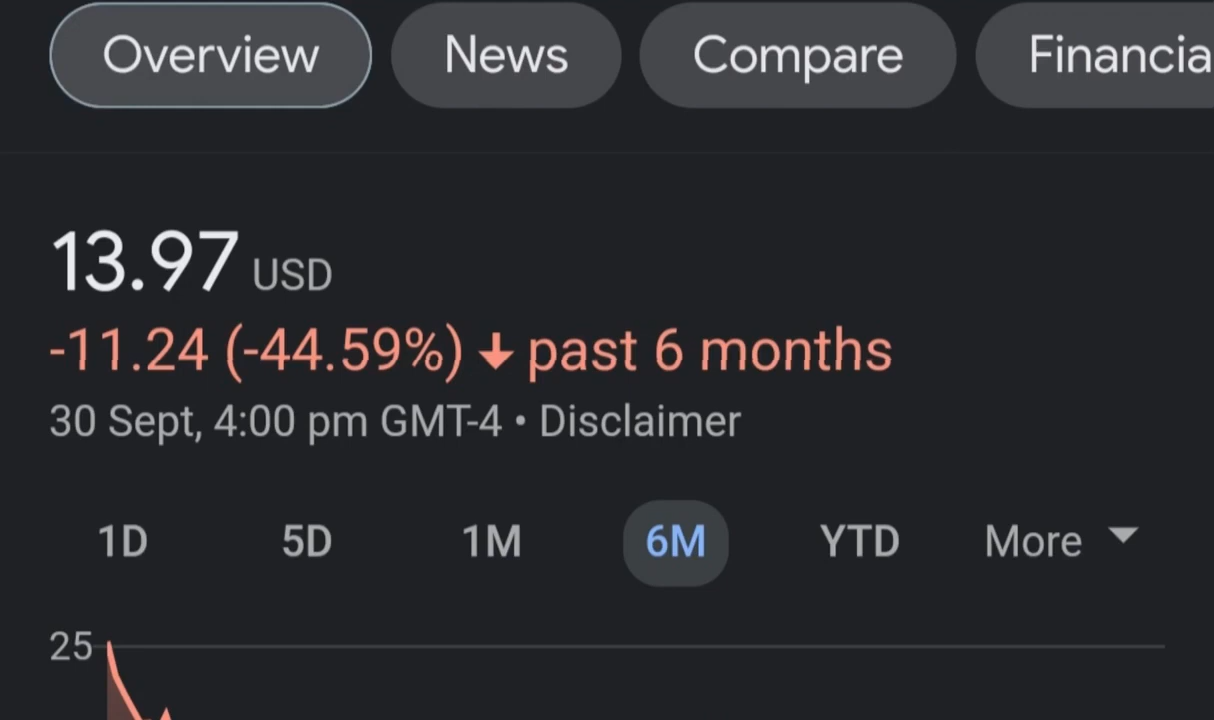 Overview News Compare Financia
13.97 USD
-11.24 (-44.59%) ↓ past 6 months
30 Sept, 4:00 pm GMT-4 • Disclaimer
1D 5D 1M 6M YTD More
25